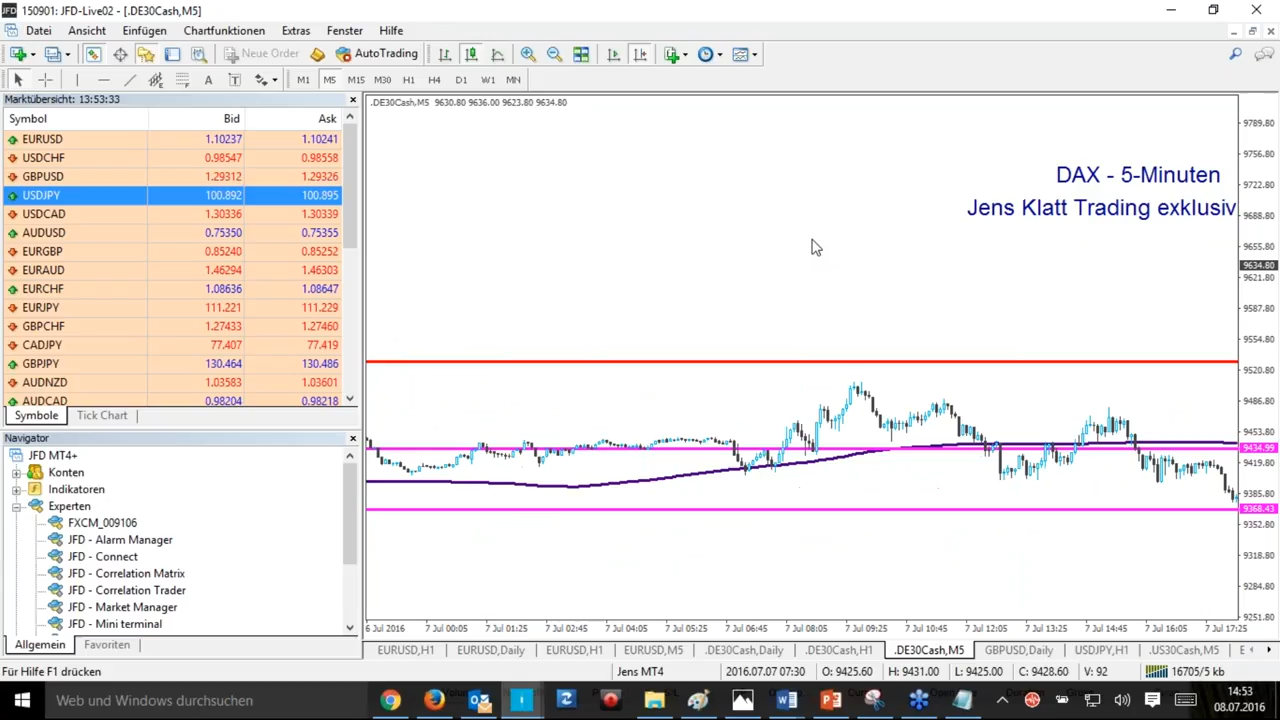 150901: JFD-Live02 - [.DE30Cash,M5]
Datei Ansicht Einfügen Chartfunktionen Extras Fenster Hilfe
Neue Order AutoTrading
A T M1 M5 M15 M30 H1 H4 D1 W1 MN
Marktübersicht: 13:53:33
Symbol Bid Ask
EURUSD 1.10237 1.10241
USDCHF 0.98547 0.98558
GBPUSD 1.29312 1.29326
USDJPY 100.892 100.895
USDCAD 1.30336 1.30339
AUDUSD 0.75350 0.75355
EURGBP 0.85240 0.85252
EURAUD 1.46294 1.46303
EURCHF 1.08636 1.08647
EURJPY 111.221 111.229
GBPCHF 1.27433 1.27460
CADJPY 77.407 77.419
GBPJPY 130.464 130.486
AUDNZD 1.03583 1.03601
AUDCAD 0.98204 0.98218
Symbole Tick Chart
Navigator
JFD MT4+
Konten
Indikatoren
Experten
FXCM_009106
JFD - Alarm Manager
JFD - Connect
JFD - Correlation Matrix
JFD - Correlation Trader
JFD - Market Manager
JFD - Mini terminal
Allgemein Favoriten
.DE30Cash,M5 9630.80 9636.00 9623.80 9634.80
DAX - 5-Minuten
Jens Klatt Trading exklusiv
9789.80
9756.80
9722.80
9688.80
9655.80
9634.80
9621.80
9587.80
9554.80
9520.80
9486.80
9453.80
9434.99
9419.80
9385.80
9368.43
9352.80
9318.80
9284.80
9251.80
6 Jul 2016 7 Jul 00:05 7 Jul 01:25 7 Jul 02:45 7 Jul 04:05 7 Jul 05:25 7 Jul 06:45 7 Jul 08:05 7 Jul 09:25 7 Jul 10:45 7 Jul 12:05 7 Jul 13:25 7 Jul 14:45 7 Jul 16:05 7 Jul 17:25
EURUSD,H1 EURUSD,Daily EURUSD,H1 EURUSD,M5 .DE30Cash,Daily .DE30Cash,H1 .DE30Cash,M5 GBPUSD,Daily USDJPY,H1 .US30Cash,M5 E
Für Hilfe F1 drücken Jens MT4 2016.07.07 07:30 O: 9425.60 H: 9431.00 L: 9425.00 C: 9428.60 V: 92 16705/5 kb
Web und Windows durchsuchen
14:53
08.07.2016